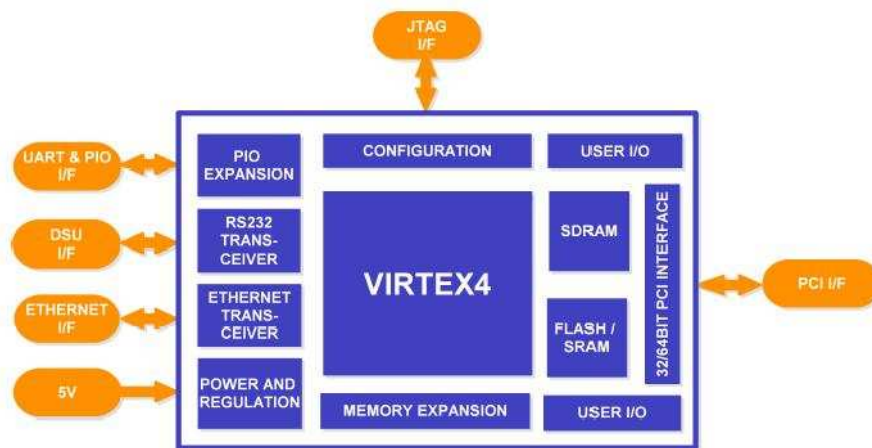 JTAG
I/F
UART & PIO
I/F
DSU
I/F
ETHERNET
I/F
5V
PIO
EXPANSION
RS232
TRANS-
CEIVER
ETHERNET
TRANS-
CEIVER
POWER AND
REGULATION
CONFIGURATION
VIRTEX4
MEMORY EXPANSION
USER I/O
SDRAM
FLASH /
SRAM
USER I/O
32/64BIT PCI INTERFACE
PCI I/F